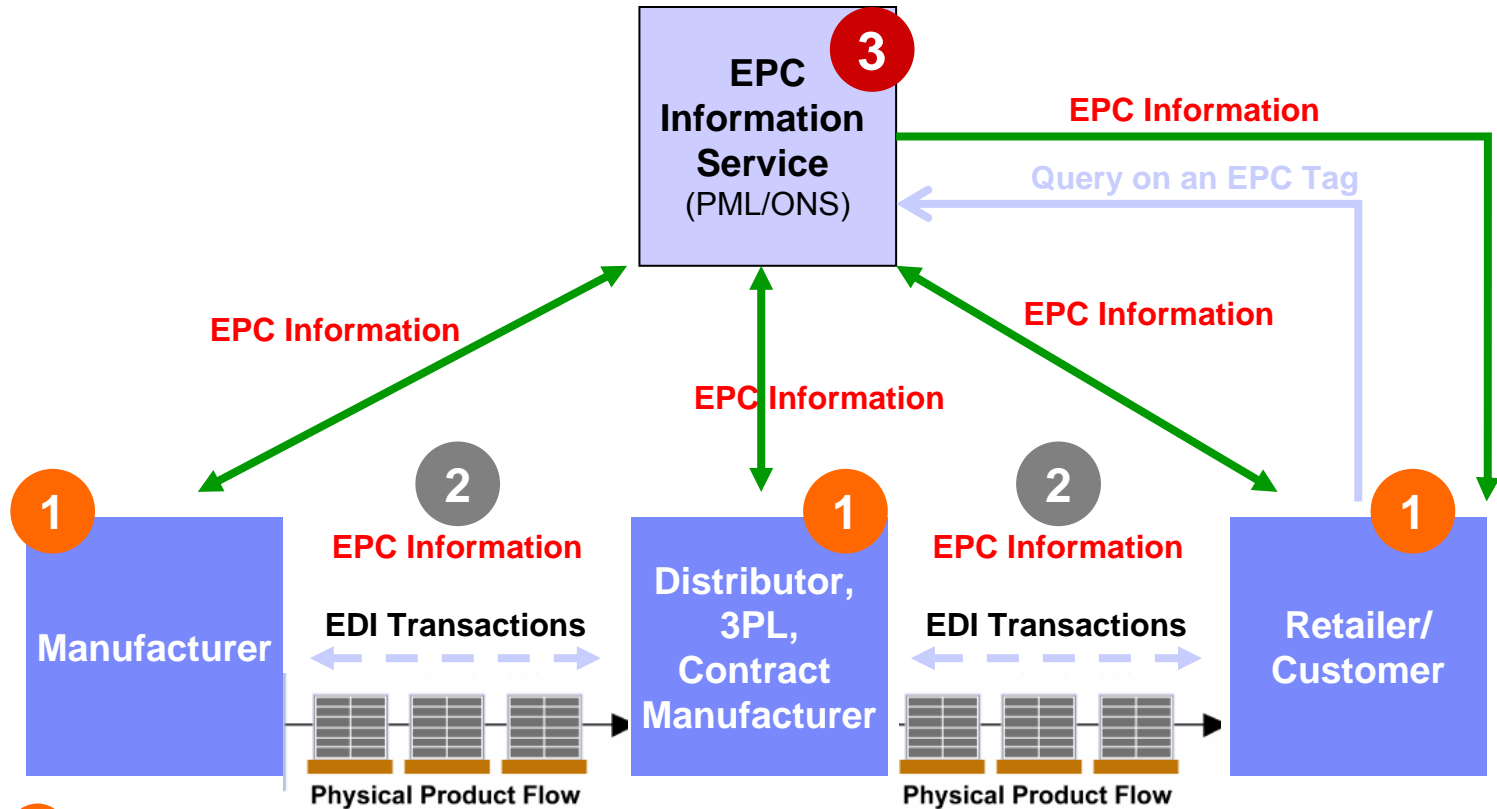 3
EPC
Information
Service
(PML/ONS)
EPC Information
Query on an EPC Tag
EPC Information
EPC Information
EPC Information
1
2
1
2
1
EPC Information
EPC Information
Manufacturer
EDI Transactions
Distributor,
3PL,
Contract
Manufacturer
EDI Transactions
Retailer/
Customer
Physical Product Flow
Physical Product Flow